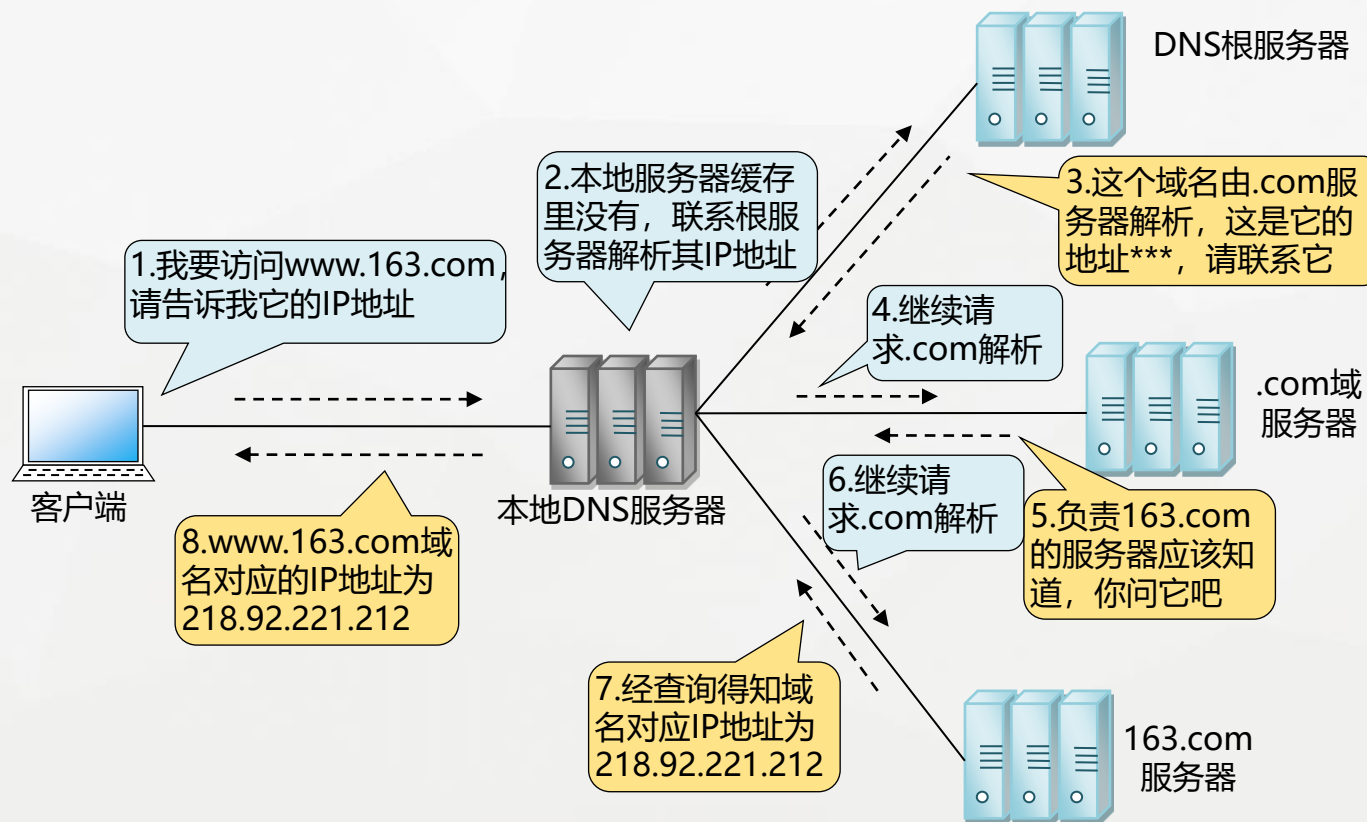 DNS根服务器
2.本地服务器缓存
里没有，联系根服
务器解析其IP地址
3.这个域名由.com服
务器解析，这是它的
地址***，请联系它
1.我要访问www.163.com，
请告诉我它的IP地址
4.继续请
求.com解析
.com域
服务器
客户端
本地DNS服务器
6.继续请
求.com解析
5.负责163.com
的服务器应该知
道，你问它吧
8.www.163.com域
名对应的IP地址为
218.92.221.212
7.经查询得知域
名对应IP地址为
218.92.221.212
163.com
服务器